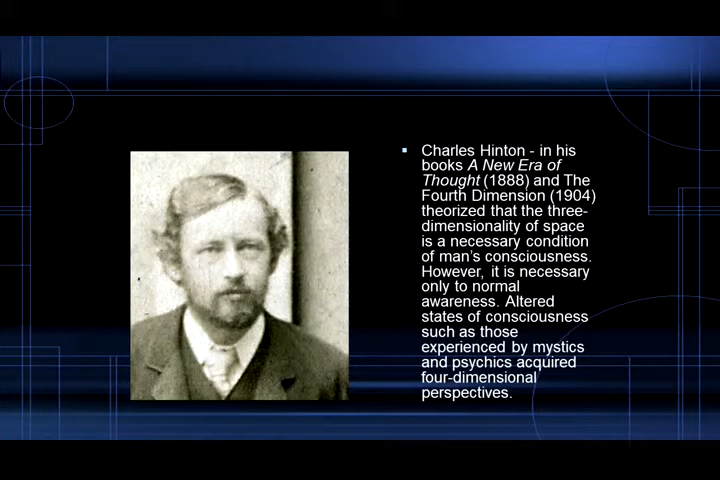 Charles Hinton - in his
books A New Era of
Thought (1888) and The
Fourth Dimension (1904)
theorized that the three-
dimensionality of space
is a necessary condition
of man's consciousness.
However, it is necessary
only to normal
awareness. Altered
states of consciousness
such as those
experienced by mystics
and psychics acquired
four-dimensional
perspectives.